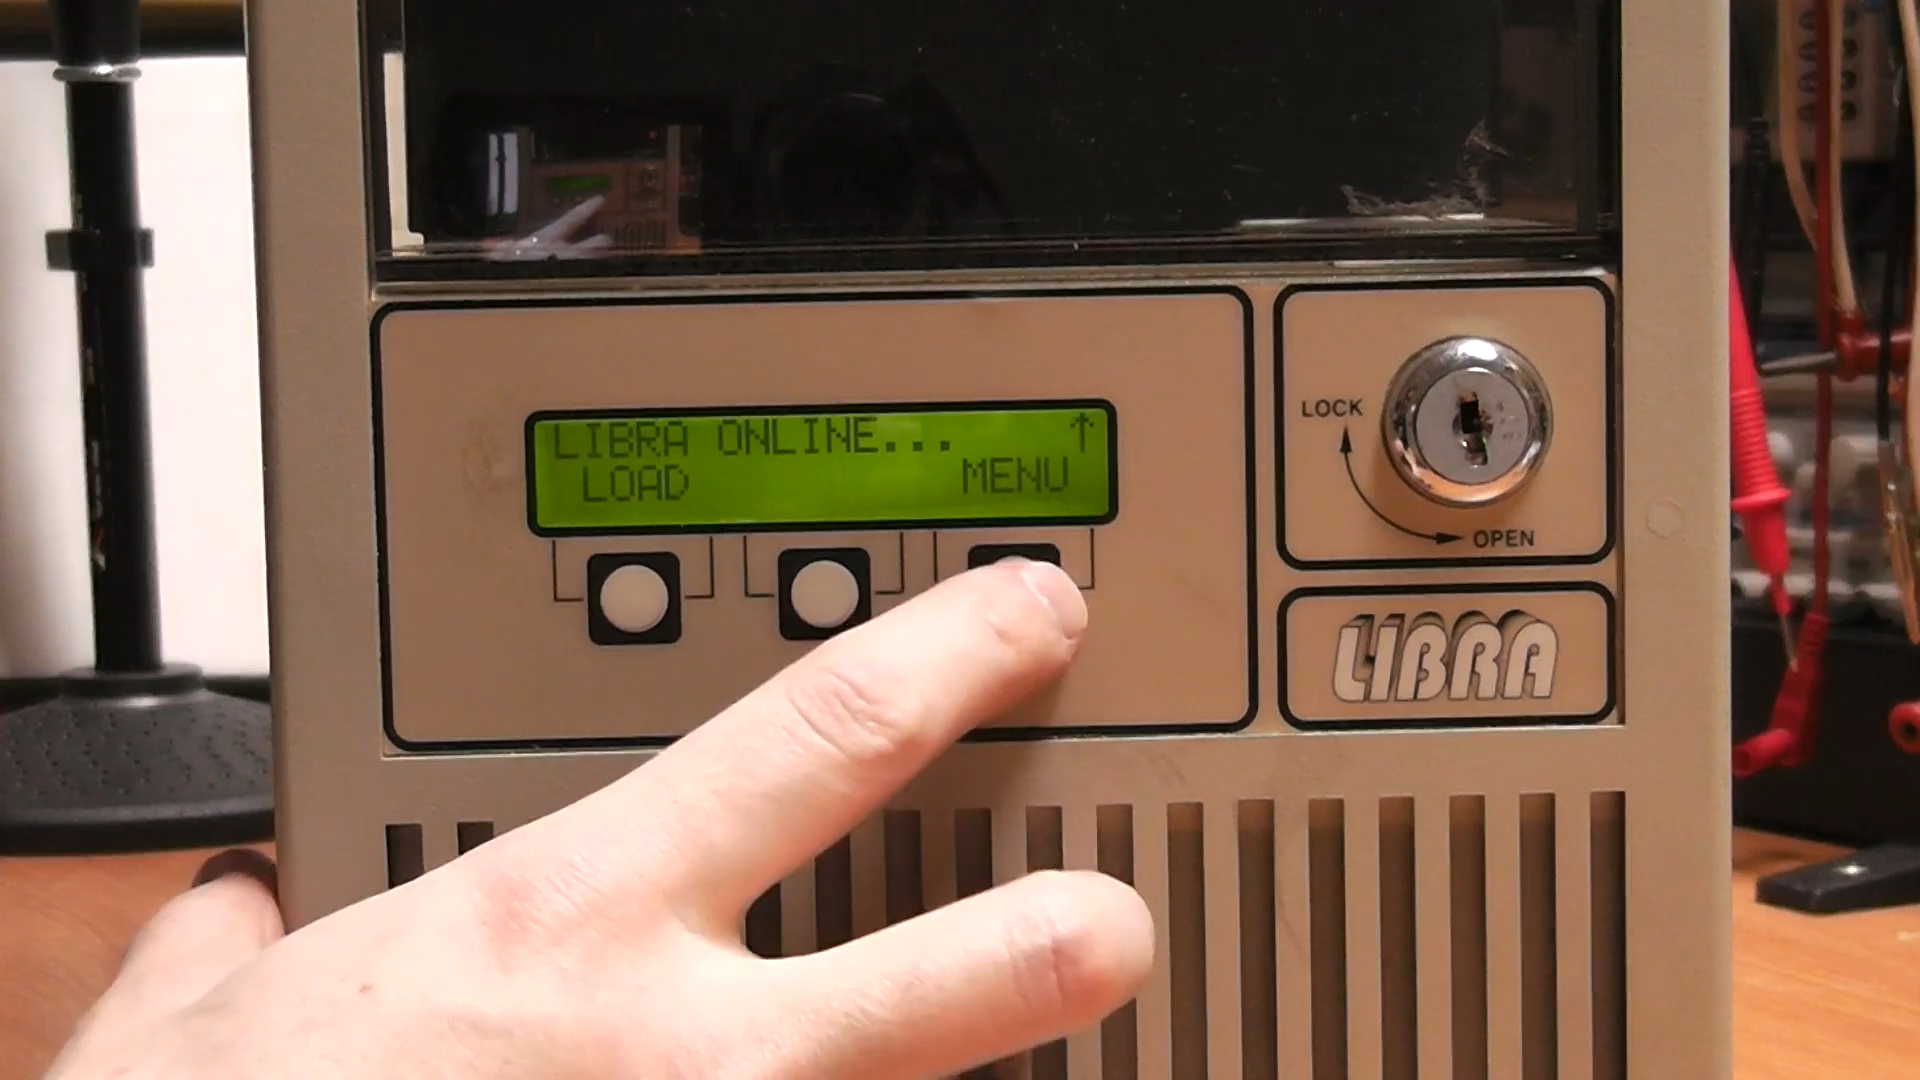 LIBRA ONLINE... ↑
LOAD MENU
LOCK
OPEN
LIBRA